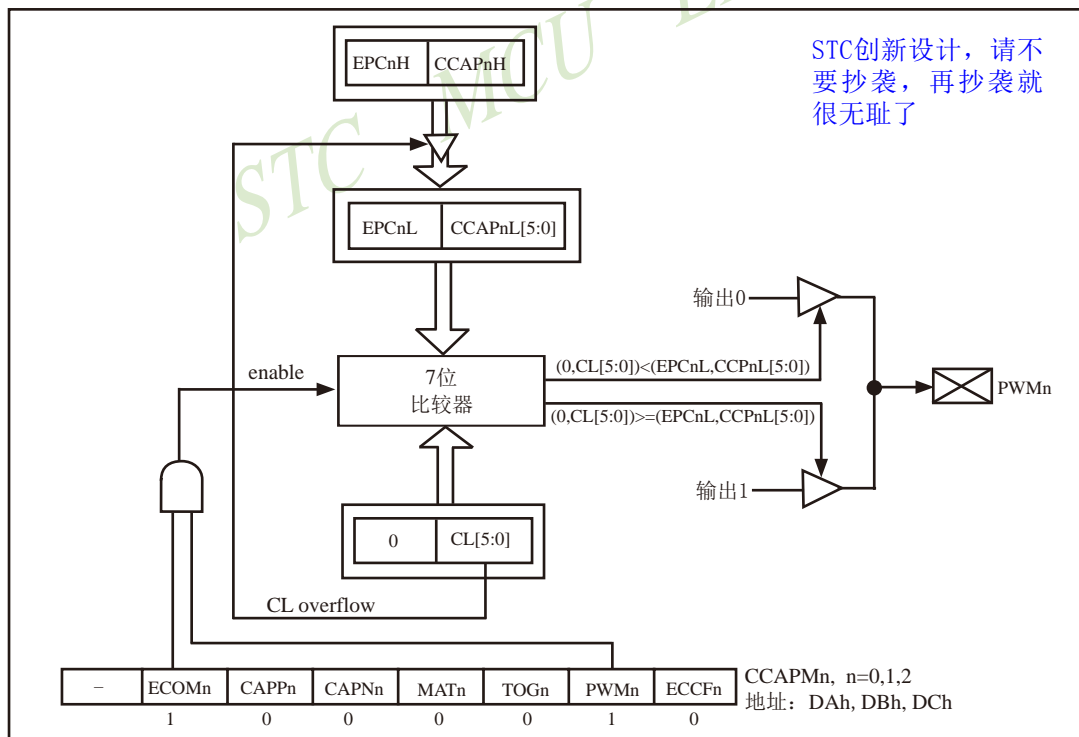 STC MCU
EPCnH CCAPnH
STC创新设计，请不
要抄袭，再抄袭就
很无耻了
EPCnL CCAPnL[5:0]
输出0
enable
7位
比较器
(0,CL[5:0])<(EPCnL,CCPnL[5:0])
(0,CL[5:0])>=(EPCnL,CCPnL[5:0])
PWMn
输出1
0 CL[5:0]
CL overflow
– ECOMn CAPPn CAPNn MATn TOGn PWMn ECCFn
CCAPMn, n=0,1,2
地址：DAh, DBh, DCh
1 0 0 0 0 1 0